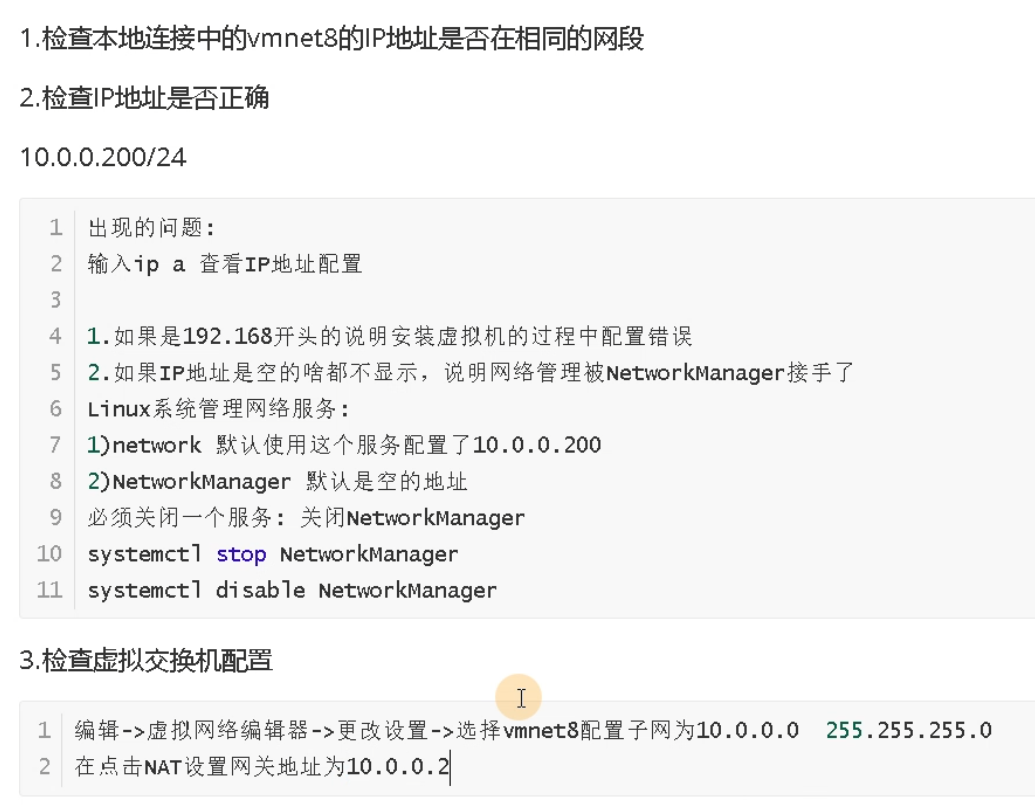 1.检查本地连接中的vmnet8的IP地址是否在相同的网段
2.检查IP地址是否正确
10.0.0.200/24
1 出现的问题:
2 输入ip a 查看IP地址配置
3
4 1.如果是192.168开头的说明安装虚拟机的过程中配置错误
5 2.如果IP地址是空的啥都不显示，说明网络管理被NetworkManager接手了
6 Linux系统管理网络服务:
7 1)network 默认使用这个服务配置了10.0.0.200
8 2)NetworkManager 默认是空的地址
9 必须关闭一个服务: 关闭NetworkManager
10 systemctl stop NetworkManager
11 systemctl disable NetworkManager
3.检查虚拟交换机配置
1 编辑->虚拟网络编辑器->更改设置->选择vmnet8配置子网为10.0.0.0  255.255.255.0
2 在点击NAT设置网关地址为10.0.0.2